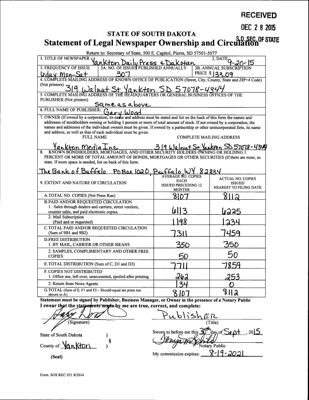 RECEIVED
DEC 28 2015
S.D. SEC. OF STATE
STATE OF SOUTH DAKOTA
Statement of Legal Newspaper Ownership and Circulation
Return to: Secretary of State, 500 E. Capitol, Pierre, SD 57501-5077
1. TITLE OF NEWSPAPER Yankton Daily Press & Dakotan
2. DATE 9-20-15
3. FREQUENCY OF ISSUE 6 day Mon-Sat
3A. NO. OF ISSUES PUBLISHED ANNUALLY 307
3B. ANNUAL SUBSCRIPTION PRICE $133.09
4. COMPLETE MAILING ADDRESS OF KNOWN OFFICE OF PUBLICATION (Street, City, County, State and ZIP+4 Code) (Not printers)
319 Walnut St Yankton SD 57078-4344
5. COMPLETE MAILING ADDRESS OF THE HEADQUARTERS OR GENERAL BUSINESS OFFICES OF THE PUBLISHER (Not printers)
same as above
6. FULL NAME OF PUBLISHER: Gary Wood
7. OWNER (If owned by a corporation, its name and address must be stated and list on the back of this form the names and
addresses of stockholders owning or holding 1 percent or more of total amount of stock. If not owned by a corporation, the
names and addresses of the individual owners must be given. If owned by a partnership or other unincorporated firm, its name
and address, as well as that of each individual must be given.
FULL NAME COMPLETE MAILING ADDRESS
Yankton Media Inc. 319 Walnut St Yankton SD 57078-4344
8. KNOWN BONDHOLDERS, MORTGAGES, AND OTHER SECURITY HOLDERS OWNING OR HOLDING 1
PERCENT OR MORE OF TOTAL AMOUNT OF BONDS, MORTGAGES OR OTHER SECURITIES (If there are none, so
state. If more space is needed, list on back of this form.
The Bank of Buffalo PO Box 1020, Buffalo, WY 82834
9. EXTENT AND NATURE OF CIRCULATION
AVERAGE NO. COPIES EACH ISSUED PRECEDING 12 MONTHS
ACTUAL NO. COPIES ISSUED NEAREST TO FILING DATE
A. TOTAL NO. COPIES (Net Press Run) 8107 8112
B. PAID AND/OR REQUESTED CIRCULATION
1. Sales through dealers and carriers, street vendors, counter sales, and paid electronic copies. 6113 6225
2. Mail Subscription (Paid and or requested) 1198 1234
C. TOTAL PAID AND/OR REQUESTED CIRCULATION (Sum of 9B1 and 9B2) 7311 7459
D. FREE DISTRIBUTION
1. BY MAIL, CARRIER OR OTHER MEANS 350 350
2. SAMPLES, COMPLIMENTARY AND OTHER FREE COPIES 50 50
E. TOTAL DISTRIBUTION (Sum of C, D1 and D2) 7711 7859
F. COPIES NOT DISTRIBUTED
1. Office use, left over, unaccounted, spoiled after printing 262 253
2. Return from News Agents 134 0
G. TOTAL (Sum of E, F1 and F2 - Should equal net press run shown in A) 8107 8112
Statement must be signed by Publisher, Business Manager, or Owner in the presence of a Notary Public
I swear that the statements made by me are true, correct, and complete:
Gary Wood
Publisher
(Signature) (Title)
State of South Dakota )
§
County of Yankton )
Sworn to before me this 30th day of Sept, 2015
Notary Public
(Seal)
My commission expires: 8-19-2021
Form: SOS REC 051 8/2014